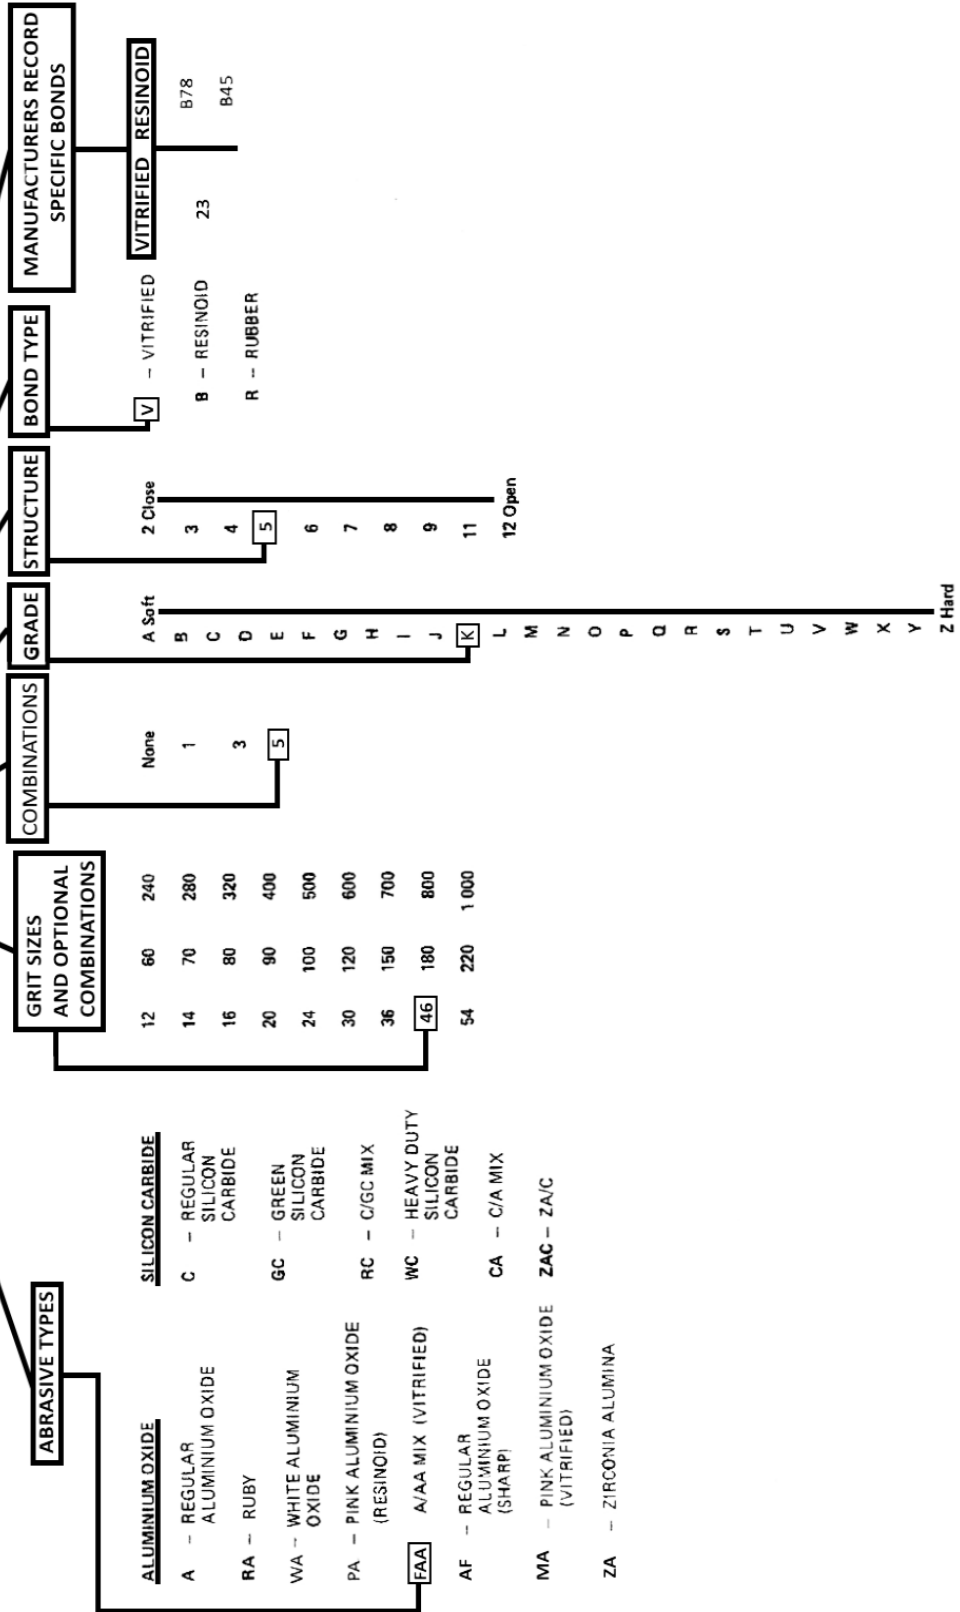 ABRASIVE TYPES
ALUMINIUM OXIDE
A – REGULAR
ALUMINIUM OXIDE
RA – RUBY
WA – WHITE ALUMINIUM
OXIDE
PA – PINK ALUMINIUM OXIDE
(RESINOID)
FAA A/AA MIX (VITRIFIED)
AF – REGULAR
ALUMINIUM OXIDE
(SHARP)
MA – PINK ALUMINIUM OXIDE
(VITRIFIED)
ZA – ZIRCONIA ALUMINA
SILICON CARBIDE
C – REGULAR
SILICON
CARBIDE
GC – GREEN
SILICON
CARBIDE
RC – C/GC MIX
WC – HEAVY DUTY
SILICON
CARBIDE
CA – C/A MIX
ZAC – ZA/C
GRIT SIZES
AND OPTIONAL
COMBINATIONS
12 60 240
14 70 280
16 80 320
20 90 400
24 100 500
30 120 600
36 150 700
46 180 800
54 220 1 000
COMBINATIONS
None
1
3
5
GRADE
A Soft
B
C
D
E
F
G
H
I
J
K
L
M
N
O
P
Q
R
S
T
U
V
W
X
Y
Z Hard
STRUCTURE
2 Close
3
4
5
6
7
8
9
11
12 Open
BOND TYPE
V – VITRIFIED
B – RESINOID
R – RUBBER
MANUFACTURERS RECORD
SPECIFIC BONDS
VITRIFIED RESINOID
23
B78
B45